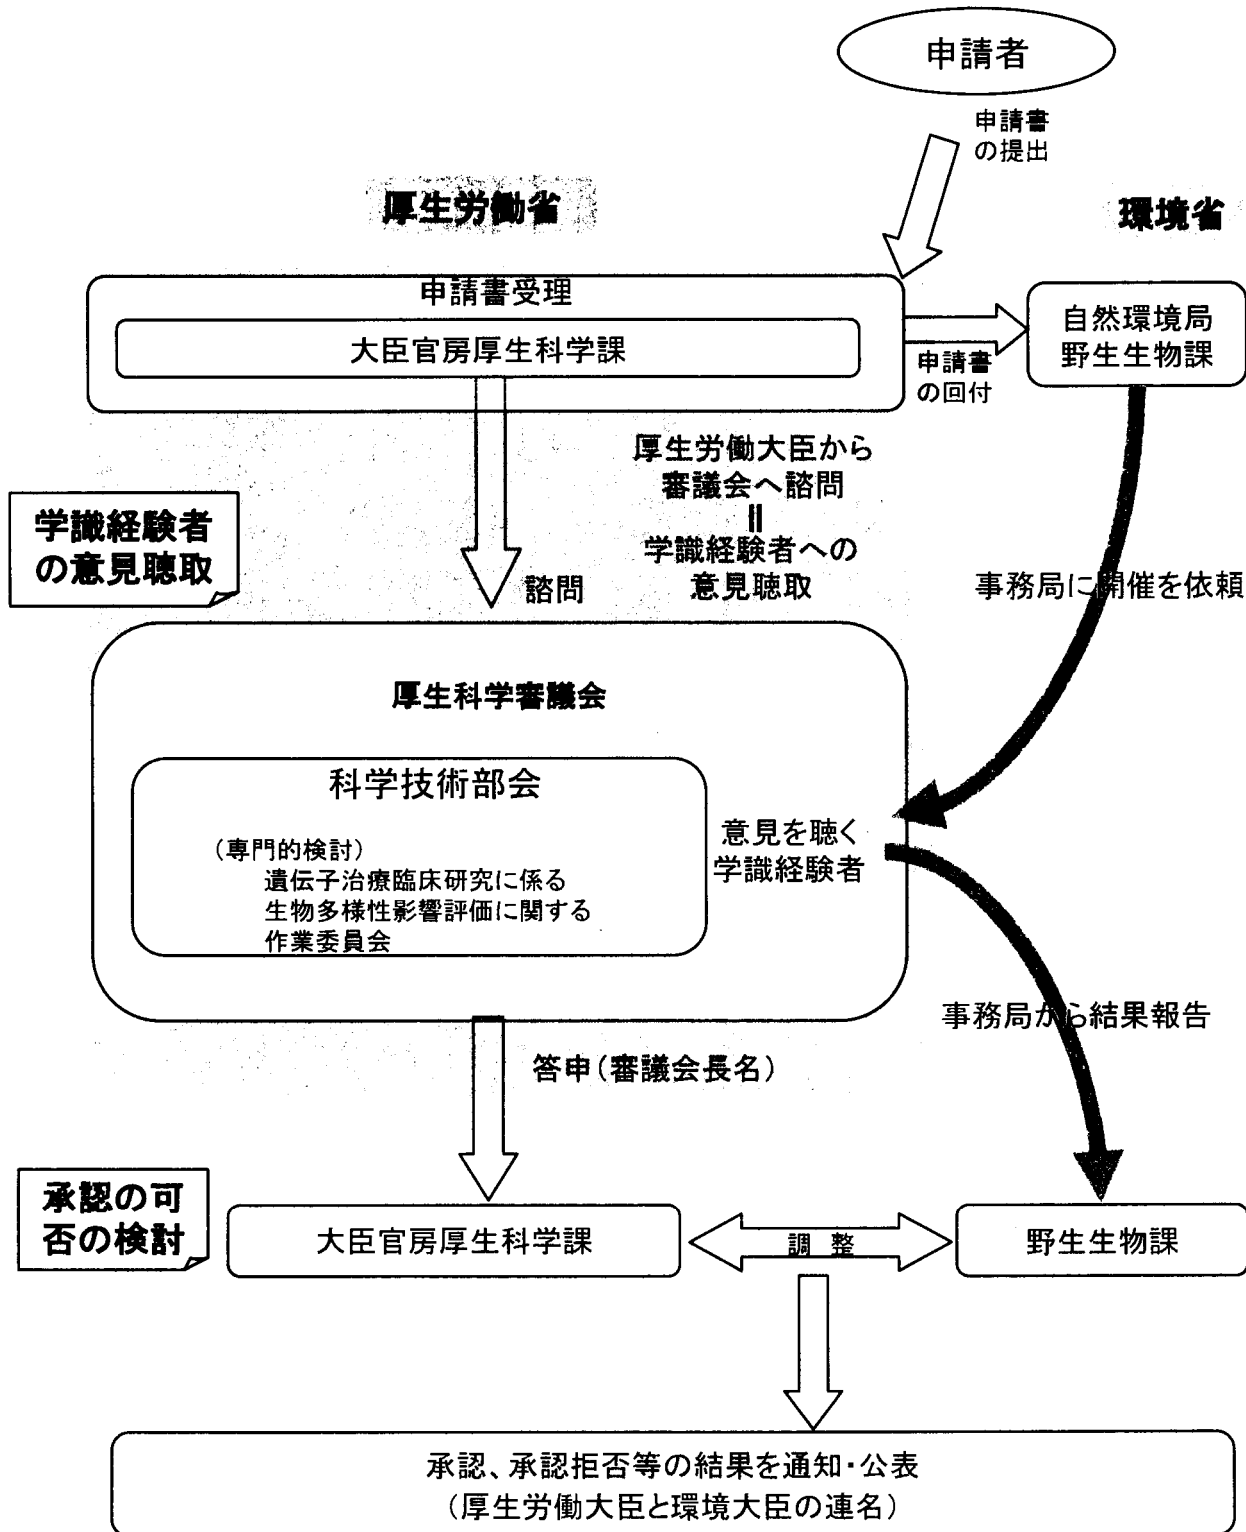 申請者
申請書
の提出
厚生労働省
環境省
申請書受理
大臣官房厚生科学課
自然環境局
野生生物課
申請書
の回付
厚生労働大臣から
審議会へ諮問
||
学識経験者への
意見聴取
学識経験者
の意見聴取
諮問
事務局に開催を依頼
厚生科学審議会
科学技術部会
（専門的検討）
遺伝子治療臨床研究に係る
生物多様性影響評価に関する
作業委員会
意見を聴く
学識経験者
事務局から結果報告
答申（審議会長名）
承認の可
否の検討
大臣官房厚生科学課
調 整
野生生物課
承認、承認拒否等の結果を通知・公表
（厚生労働大臣と環境大臣の連名）